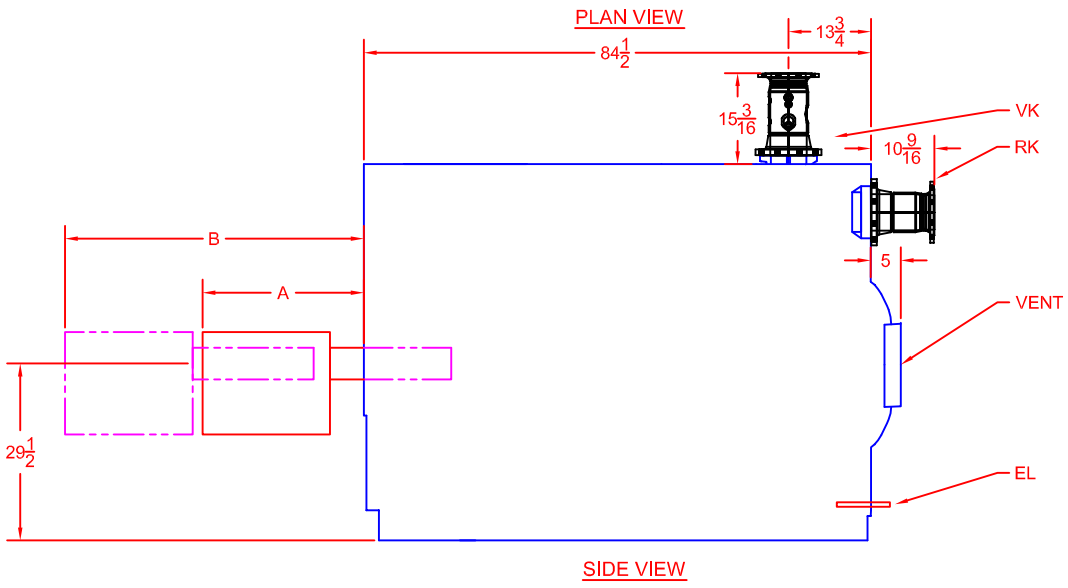 PLAN VIEW
13 3/4
84 1/2
15 3/16
VK
10 9/16
RK
B
5
A
VENT
29 1/2
EL
SIDE VIEW